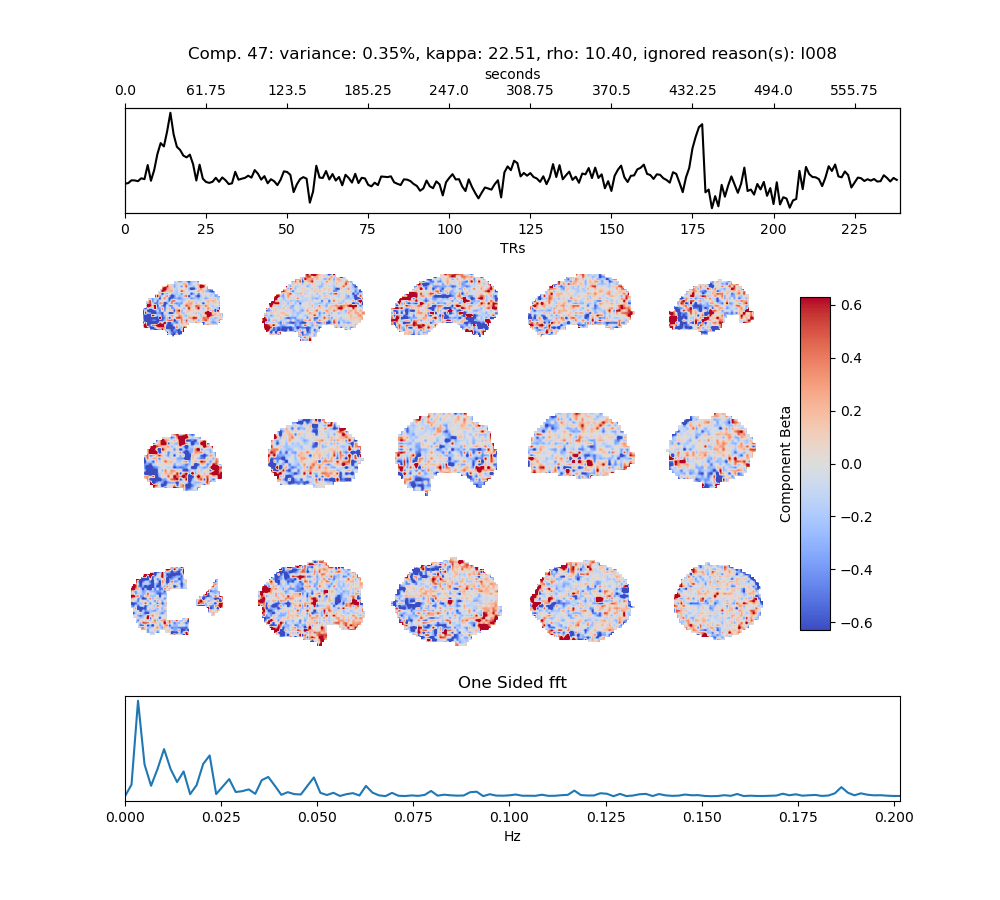 Comp. 47: variance: 0.35%, kappa: 22.51, rho: 10.40, ignored reason(s): I008
seconds
0.0 61.75 123.5 185.25 247.0 308.75 370.5 432.25 494.0 555.75
0 25 50 75 100 125 150 175 200 225
TRs
0.6
0.4
0.2
0.0
−0.2
−0.4
−0.6
Component Beta
One Sided fft
0.000 0.025 0.050 0.075 0.100 0.125 0.150 0.175 0.200
Hz